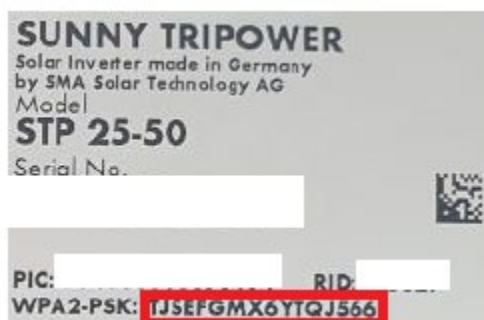 SUNNY TRIPOWER
Solar Inverter made in Germany
by SMA Solar Technology AG
Model
STP 25-50
Serial No.
PIC: RID:
WPA2-PSK: TJSEFGMX6YTQJ566